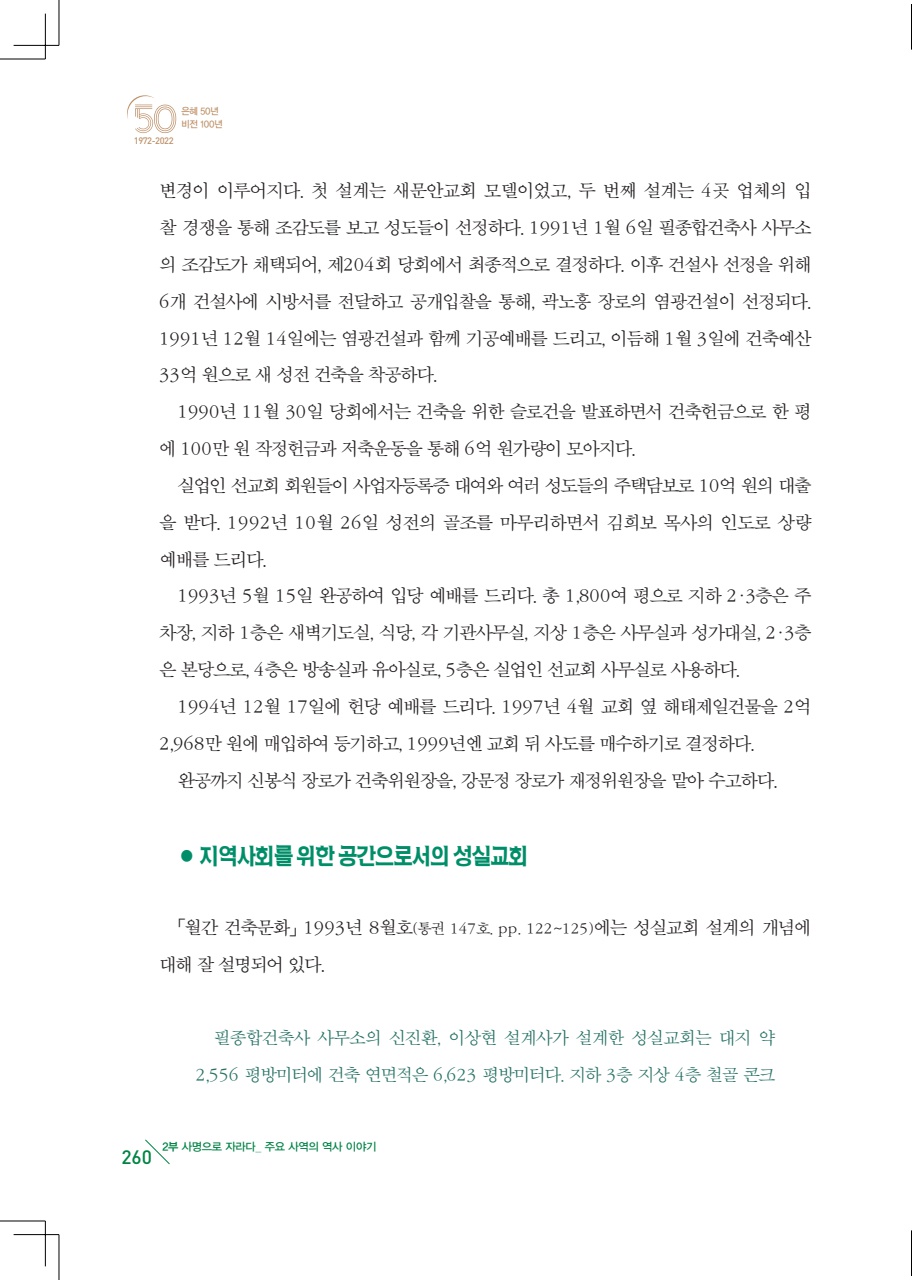 50 은혜 50년
비전 100년
1972-2022
변경이 이루어지다. 첫 설계는 새문안교회 모델이었고, 두 번째 설계는 4곳 업체의 입
찰 경쟁을 통해 조감도를 보고 성도들이 선정하다. 1991년 1월 6일 필종합건축사 사무소
의 조감도가 채택되어, 제204회 당회에서 최종적으로 결정하다. 이후 건설사 선정을 위해
6개 건설사에 시방서를 전달하고 공개입찰을 통해, 곽노흥 장로의 염광건설이 선정되다.
1991년 12월 14일에는 염광건설과 함께 기공예배를 드리고, 이듬해 1월 3일에 건축예산
33억 원으로 새 성전 건축을 착공하다.
1990년 11월 30일 당회에서는 건축을 위한 슬로건을 발표하면서 건축헌금으로 한 평
에 100만 원 작정헌금과 저축운동을 통해 6억 원가량이 모아지다.
실업인 선교회 회원들이 사업자등록증 대여와 여러 성도들의 주택담보로 10억 원의 대출
을 받다. 1992년 10월 26일 성전의 골조를 마무리하면서 김희보 목사의 인도로 상량
예배를 드리다.
1993년 5월 15일 완공하여 입당 예배를 드리다. 총 1,800여 평으로 지하 2·3층은 주
차장, 지하 1층은 새벽기도실, 식당, 각 기관사무실, 지상 1층은 사무실과 성가대실, 2·3층
은 본당으로, 4층은 방송실과 유아실로, 5층은 실업인 선교회 사무실로 사용하다.
1994년 12월 17일에 헌당 예배를 드리다. 1997년 4월 교회 옆 해태제일건물을 2억
2,968만 원에 매입하여 등기하고, 1999년엔 교회 뒤 사도를 매수하기로 결정하다.
완공까지 신봉식 장로가 건축위원장을, 강문정 장로가 재정위원장을 맡아 수고하다.
● 지역사회를 위한 공간으로서의 성실교회
「월간 건축문화」 1993년 8월호(통권 147호, pp. 122~125)에는 성실교회 설계의 개념에
대해 잘 설명되어 있다.
필종합건축사 사무소의 신진환, 이상현 설계사가 설계한 성실교회는 대지 약
2,556 평방미터에 건축 연면적은 6,623 평방미터다. 지하 3층 지상 4층 철골 콘크
260 2부 사명으로 자라다_ 주요 사역의 역사 이야기